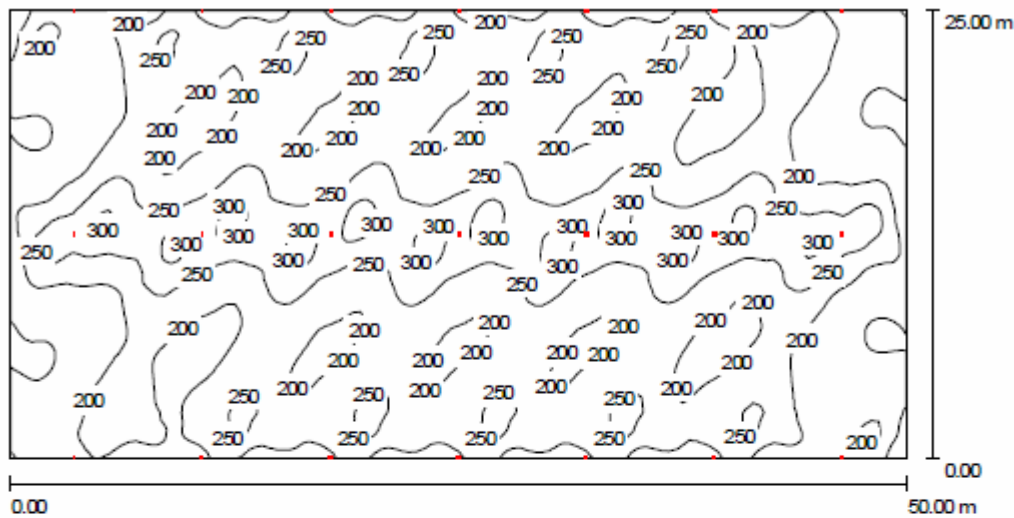 200 200 200 25.00 m
200 250 250 250 200
250 250 250 250 250
200 200
200 200 200 200
200 200
200 200 200 200
200 200 200 200
200 200 200 200
250 250 250 200
250 300 300 250
300 300 300 300 300 300
250 300 300 300 300 300 300 300
300 300 300 300
250 250 250 250
200
200 200 200 200 200
200 200 200 200 200
200 200 200 200 200
200 250 250 250 250
250 250 250 250 250 200
0.00
0.00 50.00 m